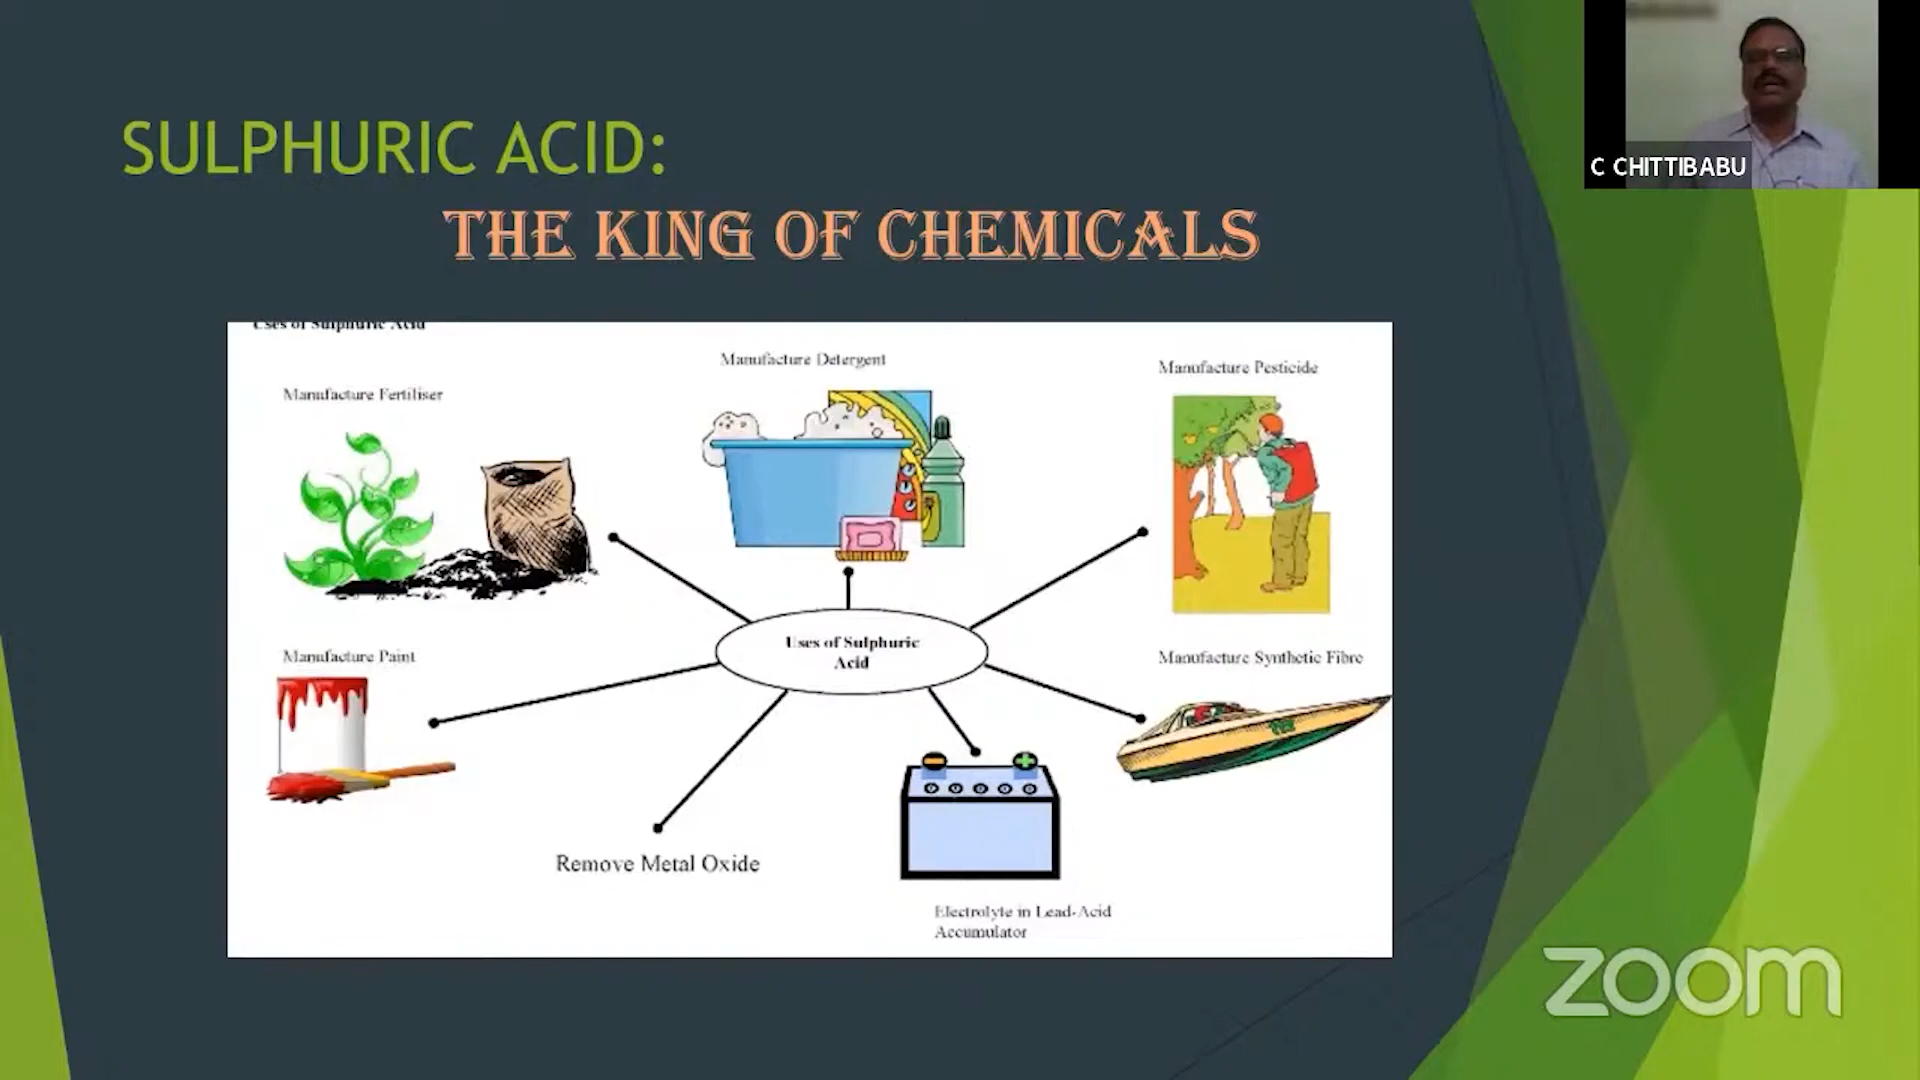 SULPHURIC ACID:
THE KING OF CHEMICALS
C CHITTIBABU
Uses of Sulphuric Acid
Manufacture Detergent
Manufacture Pesticide
Manufacture Fertiliser
Uses of Sulphuric
Acid
Manufacture Paint
Manufacture Synthetic Fibre
Remove Metal Oxide
Electrolyte in Lead-Acid
Accumulator
zoom